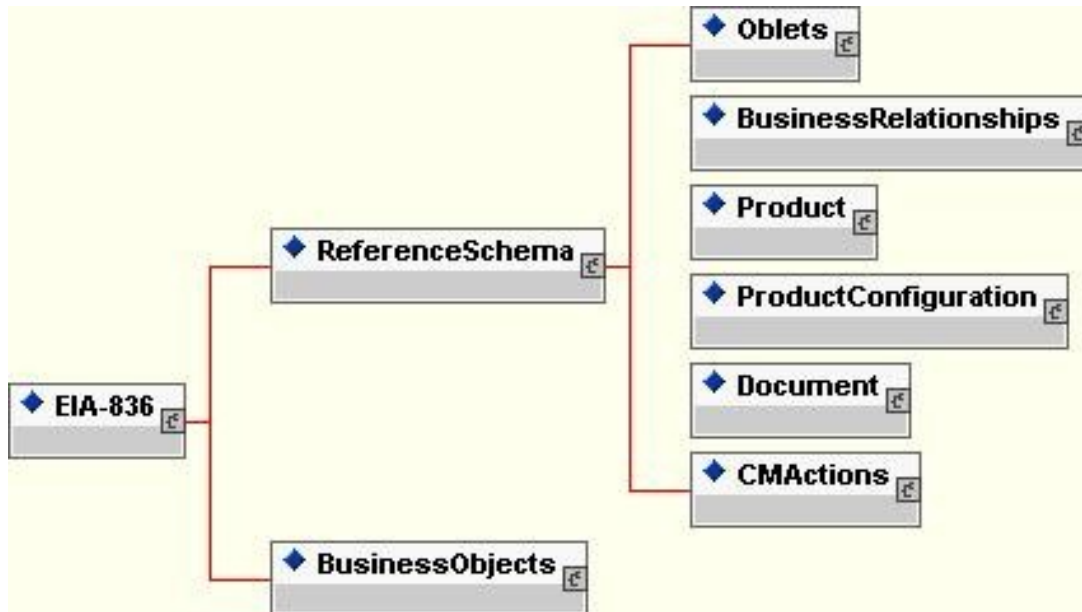 Oblets
BusinessRelationships
Product
ReferenceSchema
ProductConfiguration
EIA-836
Document
CMActions
BusinessObjects